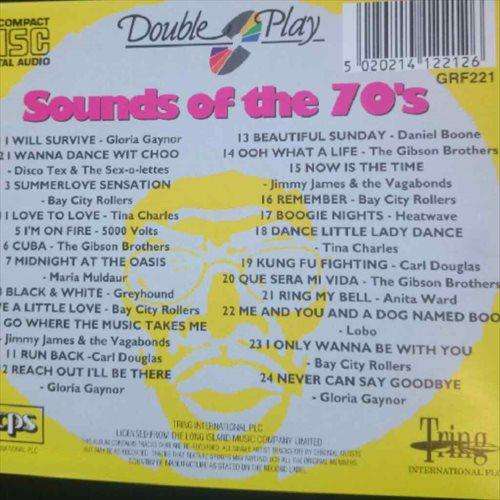 COMPACT
DISC
DIGITAL AUDIO
Double Play
5 020214 122126
GRF221
Sounds of the 70's
1 I WILL SURVIVE - Gloria Gaynor
2 I WANNA DANCE WIT CHOO
- Disco Tex & The Sex-o-lettes
3 SUMMERLOVE SENSATION
- Bay City Rollers
I LOVE TO LOVE - Tina Charles
5 I'M ON FIRE - 5000 Volts
6 CUBA - The Gibson Brothers
7 MIDNIGHT AT THE OASIS
- Maria Muldaur
BLACK & WHITE - Greyhound
E A LITTLE LOVE - Bay City Rollers
GO WHERE THE MUSIC TAKES ME
- Jimmy James & the Vagabonds
11 RUN BACK -Carl Douglas
2 REACH OUT I'LL BE THERE
- Gloria Gaynor
13 BEAUTIFUL SUNDAY - Daniel Boone
14 OOH WHAT A LIFE - The Gibson Brothers
15 NOW IS THE TIME
- Jimmy James & the Vagabonds
16 REMEMBER - Bay City Rollers
17 BOOGIE NIGHTS - Heatwave
18 DANCE LITTLE LADY DANCE
- Tina Charles
19 KUNG FU FIGHTING - Carl Douglas
20 QUE SERA MI VIDA - The Gibson Brothers
21 RING MY BELL - Anita Ward
22 ME AND YOU AND A DOG NAMED BOO
- Lobo
23 I ONLY WANNA BE WITH YOU
- Bay City Rollers
24 NEVER CAN SAY GOODBYE
- Gloria Gaynor
cps
TRING INTERNATIONAL PLC
LICENSED FROM THE LONG ISLAND MUSIC COMPANY LIMITED
Tring
INTERNATIONAL PLC